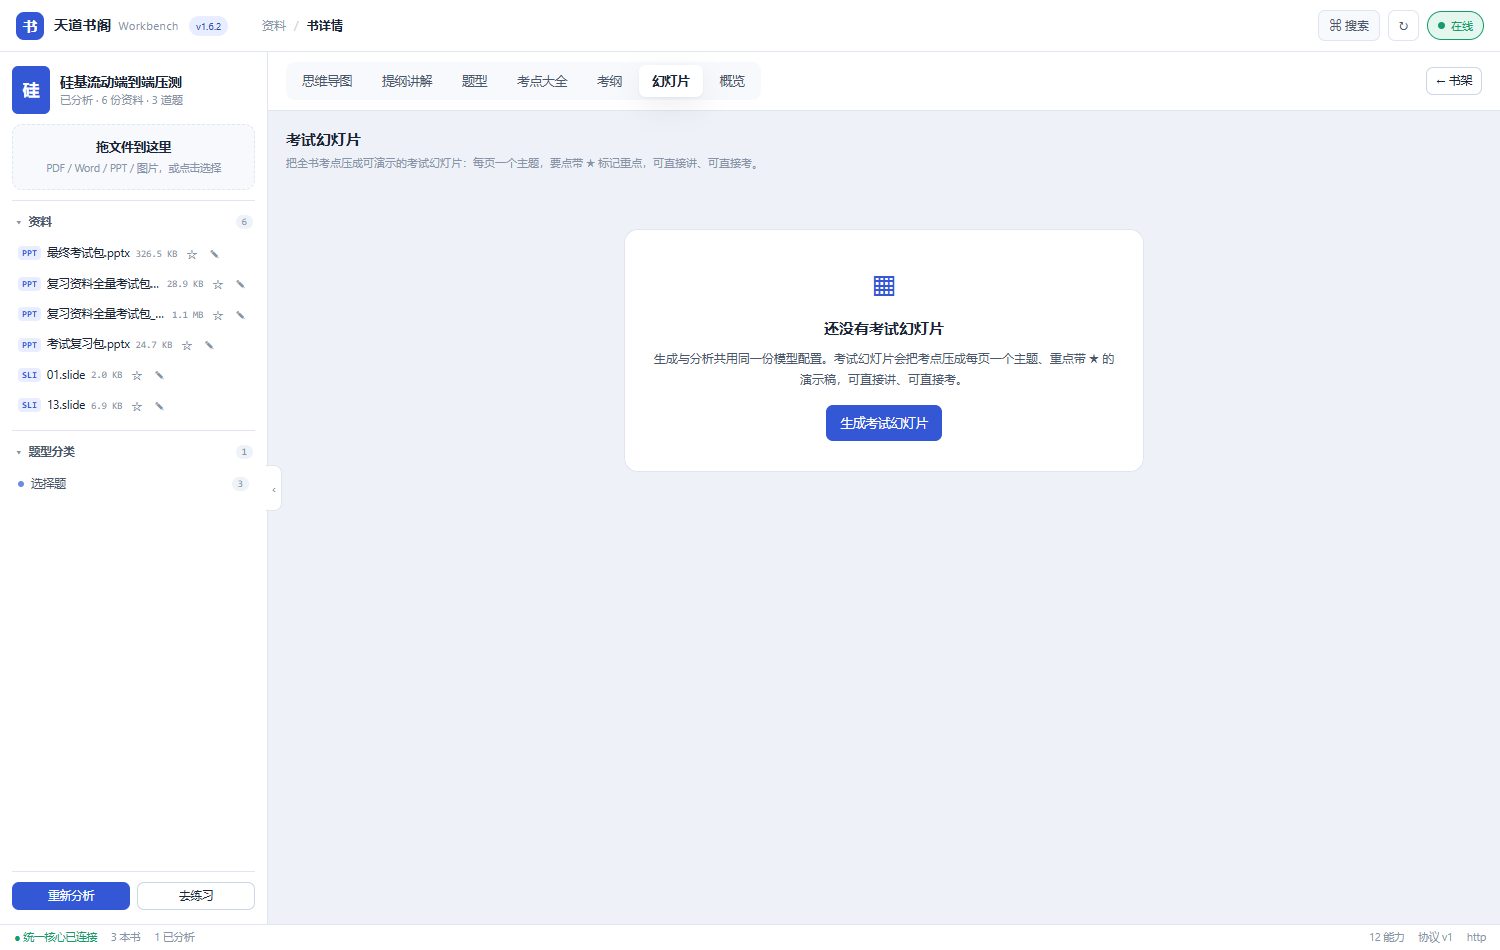 书 天道书阁 Workbench v1.6.2 资料 / 书详情 ⌘ 搜索 ↻ 在线
硅 硅基流动端到端压测
已分析 · 6 份资料 · 3 道题
拖文件到这里
PDF / Word / PPT / 图片，或点击选择
资料 6
PPT 最终考试包.pptx 326.5 KB
PPT 复习资料全量考试包... 28.9 KB
PPT 复习资料全量考试包_... 1.1 MB
PPT 考试复习包.pptx 24.7 KB
SLI 01.slide 2.0 KB
SLI 13.slide 6.9 KB
题型分类 1
选择题 3
重新分析 去练习
思维导图 提纲讲解 题型 考点大全 考纲 幻灯片 概览 ← 书架
考试幻灯片
把全书考点压成可演示的考试幻灯片：每页一个主题，要点带 ★ 标记重点，可直接讲、可直接考。
还没有考试幻灯片
生成与分析共用同一份模型配置。考试幻灯片会把考点压成每页一个主题、重点带 ★ 的
演示稿，可直接讲、可直接考。
生成考试幻灯片
统一核心已连接 3 本书 1 已分析 12 能力 协议 v1 http